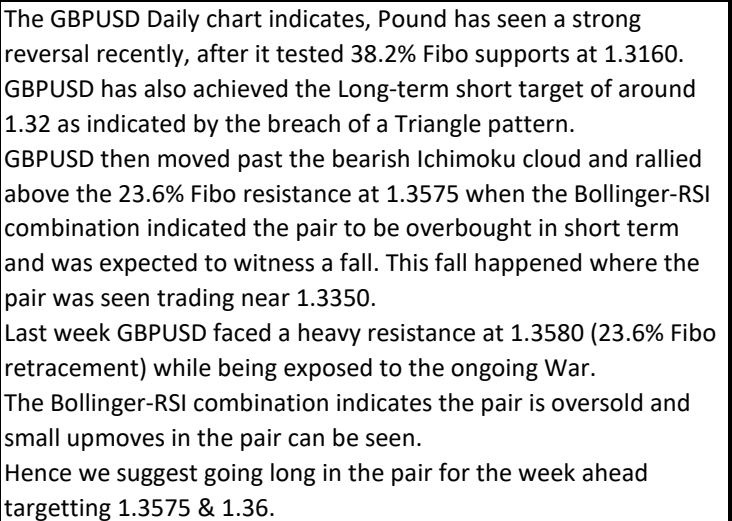 The GBPUSD Daily chart indicates, Pound has seen a strong
reversal recently, after it tested 38.2% Fibo supports at 1.3160.
GBPUSD has also achieved the Long-term short target of around
1.32 as indicated by the breach of a Triangle pattern.
GBPUSD then moved past the bearish Ichimoku cloud and rallied
above the 23.6% Fibo resistance at 1.3575 when the Bollinger-RSI
combination indicated the pair to be overbought in short term
and was expected to witness a fall. This fall happened where the
pair was seen trading near 1.3350.
Last week GBPUSD faced a heavy resistance at 1.3580 (23.6% Fibo
retracement) while being exposed to the ongoing War.
The Bollinger-RSI combination indicates the pair is oversold and
small upmoves in the pair can be seen.
Hence we suggest going long in the pair for the week ahead
targetting 1.3575 & 1.36.